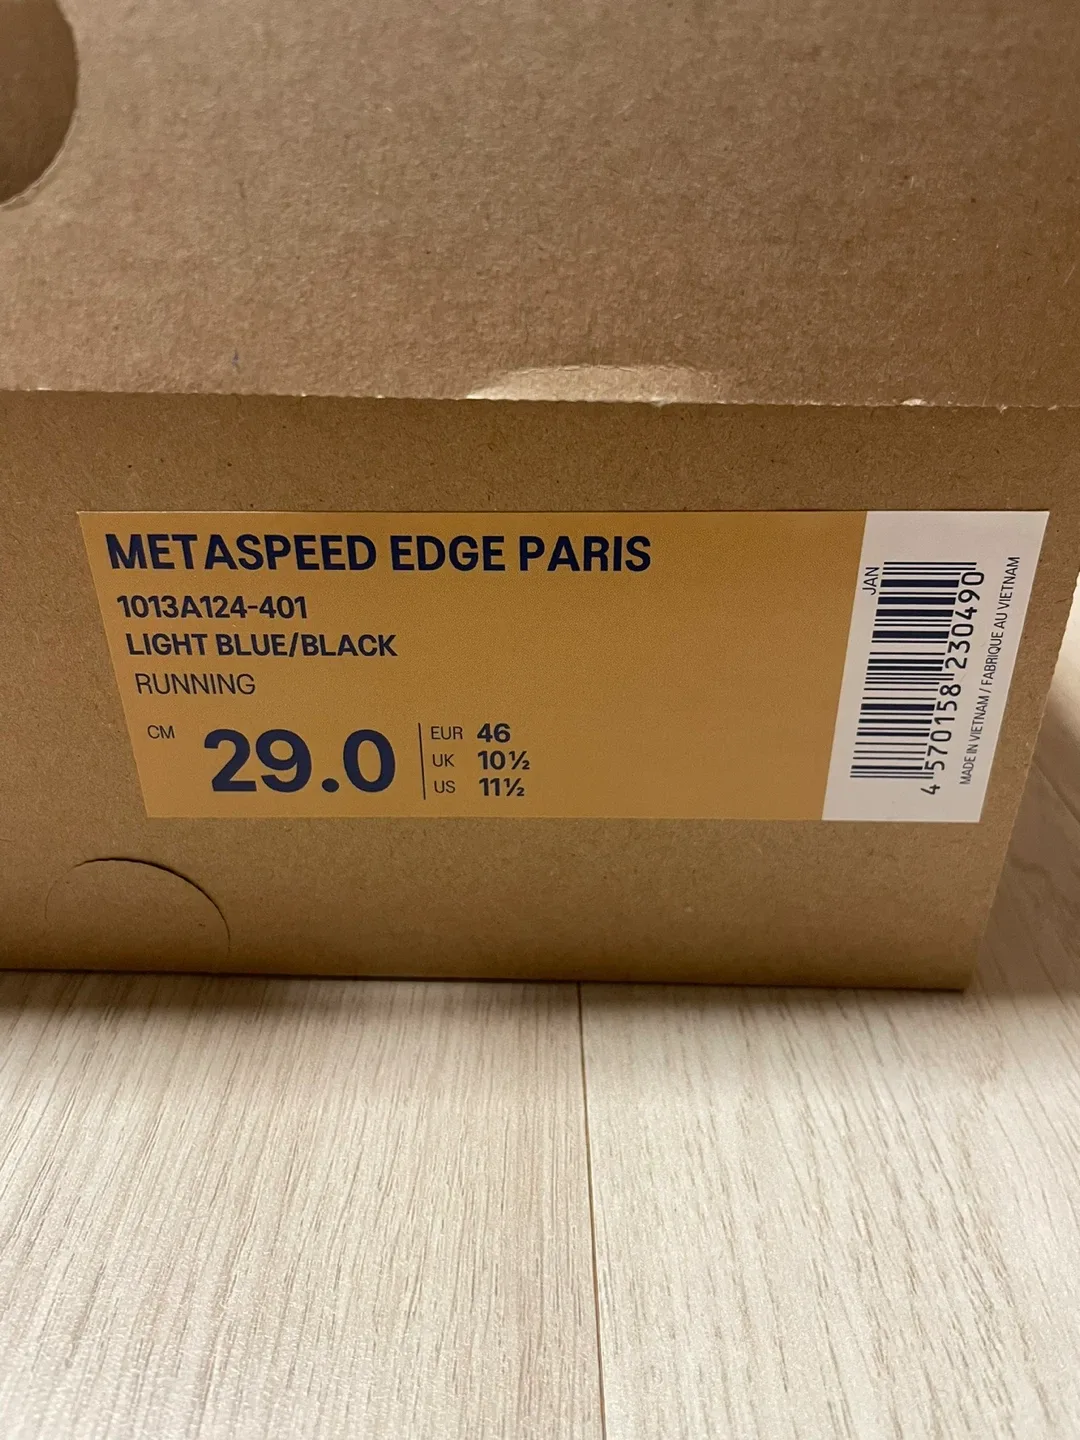 METASPEED EDGE PARIS
1013A124-401
LIGHT BLUE/BLACK
RUNNING
CM 29.0
EUR 46
UK 10½
US 11½
JAN
4 570158 230490
MADE IN VIETNAM / FABRIQUE AU VIETNAM